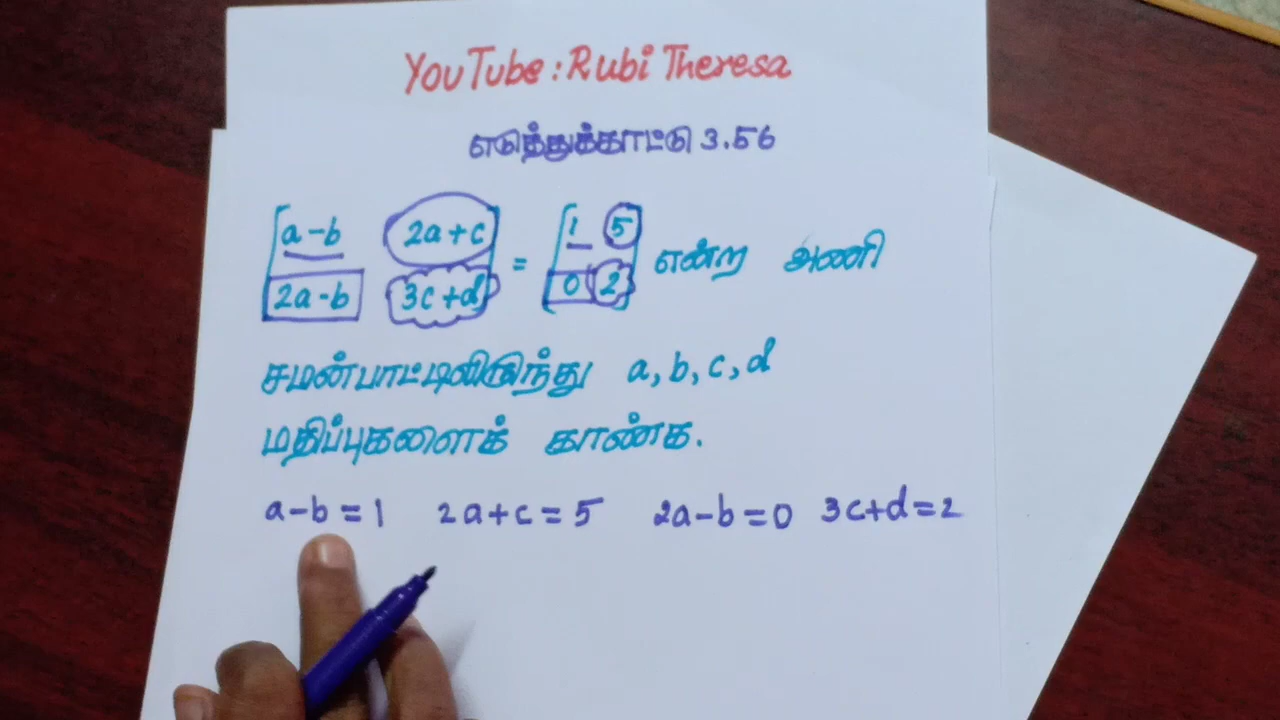 YouTube : Rubi Theresa
எடுத்துக்காட்டு 3.56
[a-b 2a+c] = [1 5] என்ற அணி
[2a-b 3c+d] [0 2]
சமன்பாட்டிலிருந்து a, b, c, d
மதிப்புகளைக் காண்க.
a-b=1 2a+c=5 2a-b=0 3c+d=2